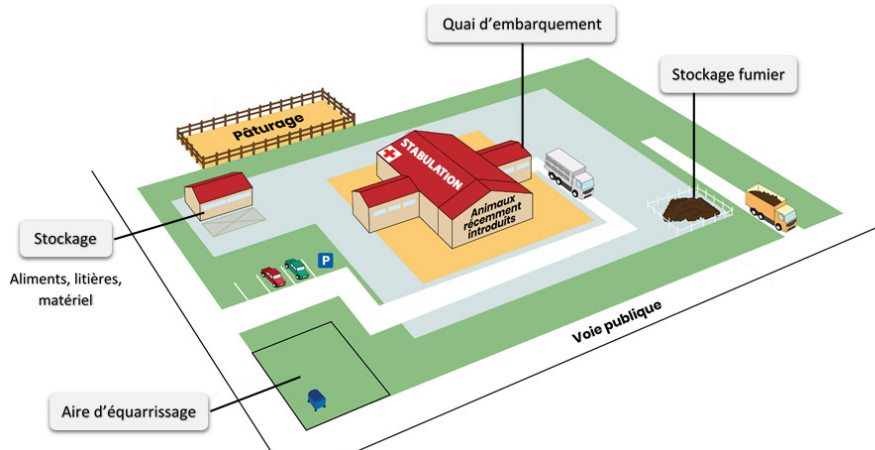 Quai d’embarquement
Stockage fumier
Pâturage
STABULATION
Animaux
récemment
introduits
Stockage
Aliments, litières,
matériel
P
Voie publique
Aire d’équarrissage